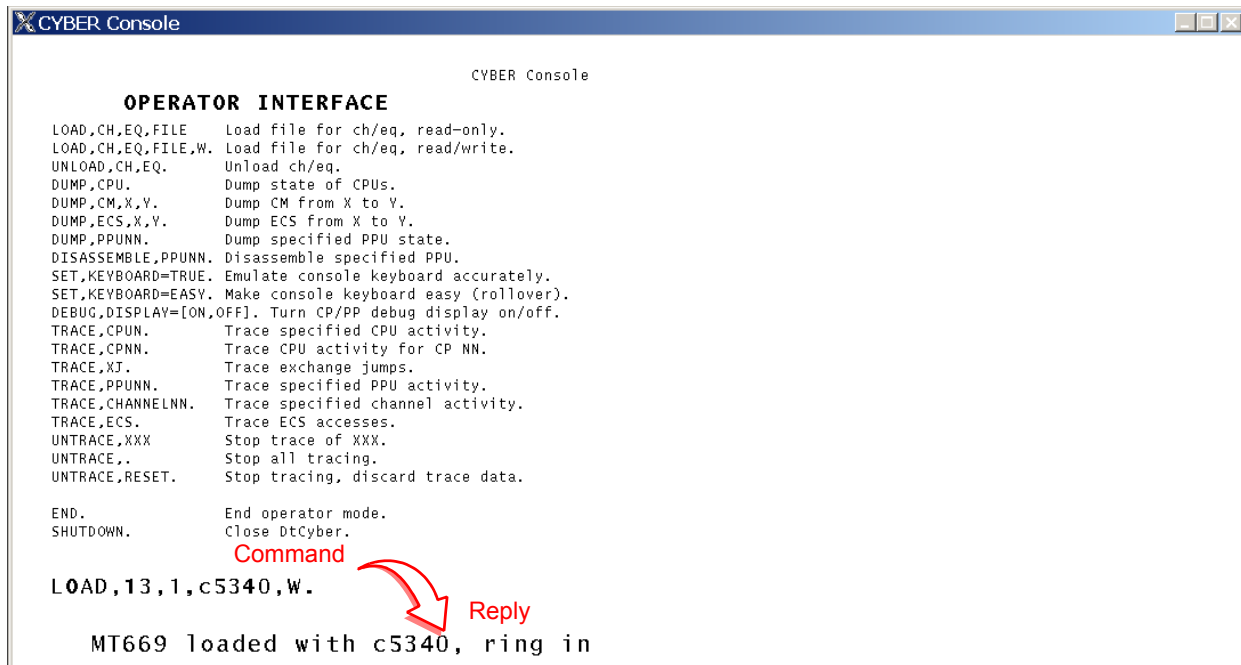 CYBER Console
CYBER Console
OPERATOR INTERFACE
LOAD,CH,EQ,FILE Load file for ch/eq, read-only.
LOAD,CH,EQ,FILE,W. Load file for ch/eq, read/write.
UNLOAD,CH,EQ. Unload ch/eq.
DUMP,CPU. Dump state of CPUs.
DUMP,CM,X,Y. Dump CM from X to Y.
DUMP,ECS,X,Y. Dump ECS from X to Y.
DUMP,PPUNN. Dump specified PPU state.
DISASSEMBLE,PPUNN. Disassemble specified PPU.
SET,KEYBOARD=TRUE. Emulate console keyboard accurately.
SET,KEYBOARD=EASY. Make console keyboard easy (rollover).
DEBUG,DISPLAY=[ON,OFF]. Turn CP/PP debug display on/off.
TRACE,CPUN. Trace specified CPU activity.
TRACE,CPNN. Trace CPU activity for CP NN.
TRACE,XJ. Trace exchange jumps.
TRACE,PPUNN. Trace specified PPU activity.
TRACE,CHANNELNN. Trace specified channel activity.
TRACE,ECS. Trace ECS accesses.
UNTRACE,XXX Stop trace of XXX.
UNTRACE,. Stop all tracing.
UNTRACE,RESET. Stop tracing, discard trace data.
END. End operator mode.
SHUTDOWN. Close DtCyber.
Command
LOAD,13,1,c5340,W.
Reply
MT669 loaded with c5340, ring in